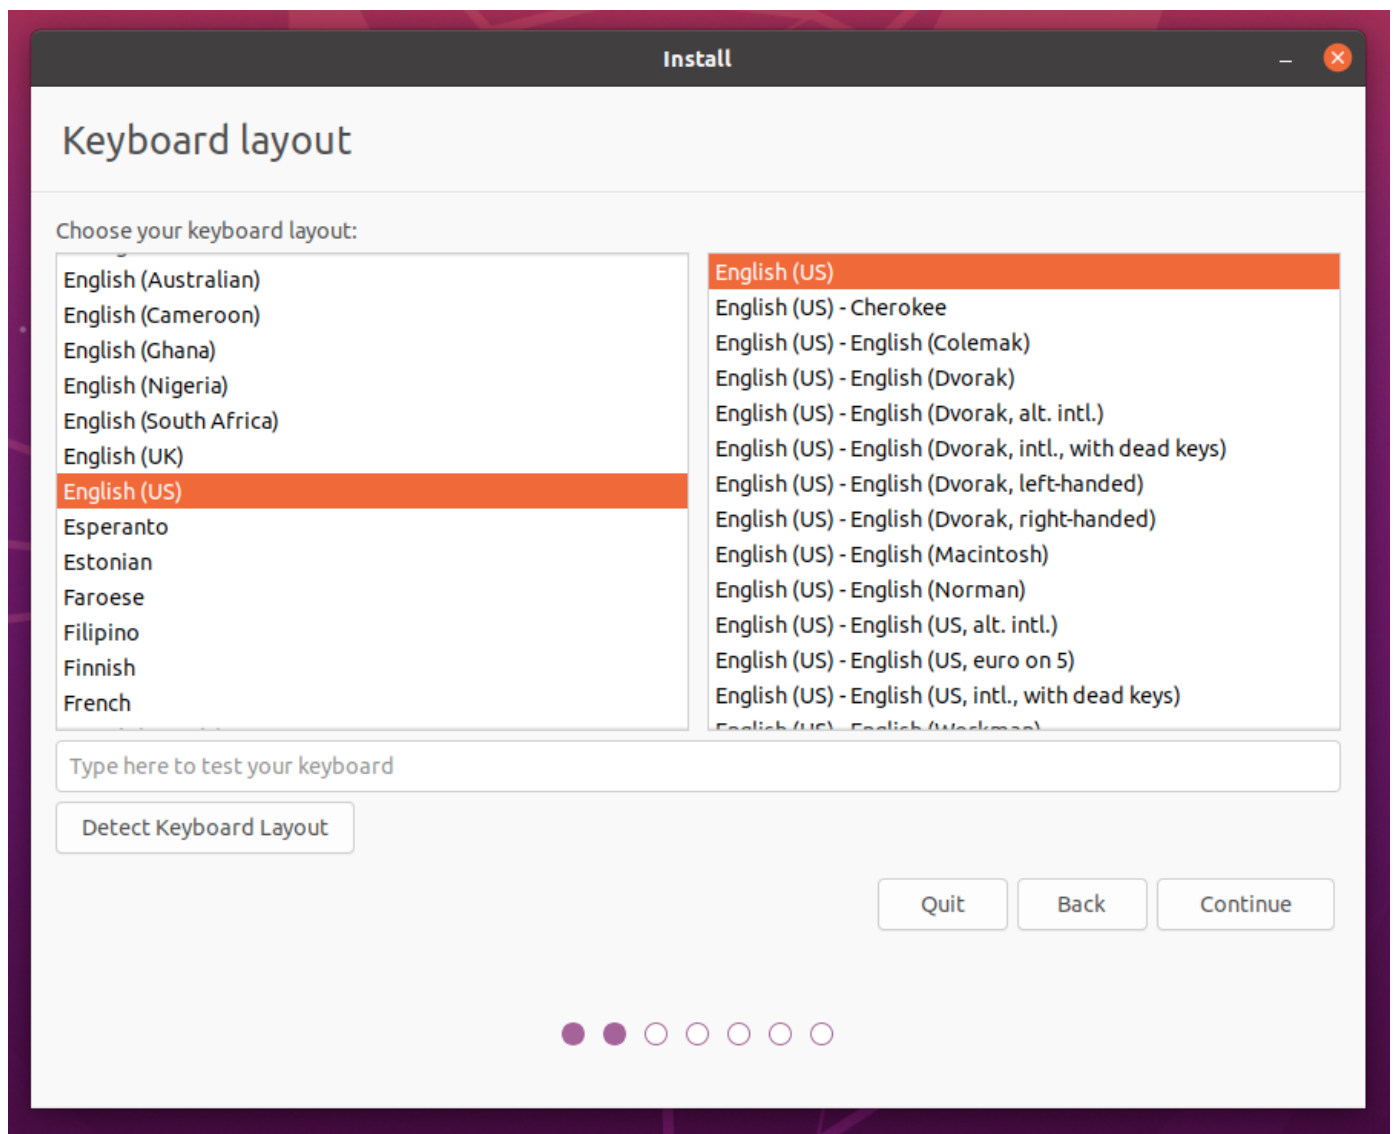 Install
Keyboard layout
Choose your keyboard layout:
English (Australian)
English (Cameroon)
English (Ghana)
English (Nigeria)
English (South Africa)
English (UK)
English (US)
Esperanto
Estonian
Faroese
Filipino
Finnish
French
English (US)
English (US) - Cherokee
English (US) - English (Colemak)
English (US) - English (Dvorak)
English (US) - English (Dvorak, alt. intl.)
English (US) - English (Dvorak, intl., with dead keys)
English (US) - English (Dvorak, left-handed)
English (US) - English (Dvorak, right-handed)
English (US) - English (Macintosh)
English (US) - English (Norman)
English (US) - English (US, alt. intl.)
English (US) - English (US, euro on 5)
English (US) - English (US, intl., with dead keys)
English (US) - English (Workman)
Type here to test your keyboard
Detect Keyboard Layout
Quit
Back
Continue